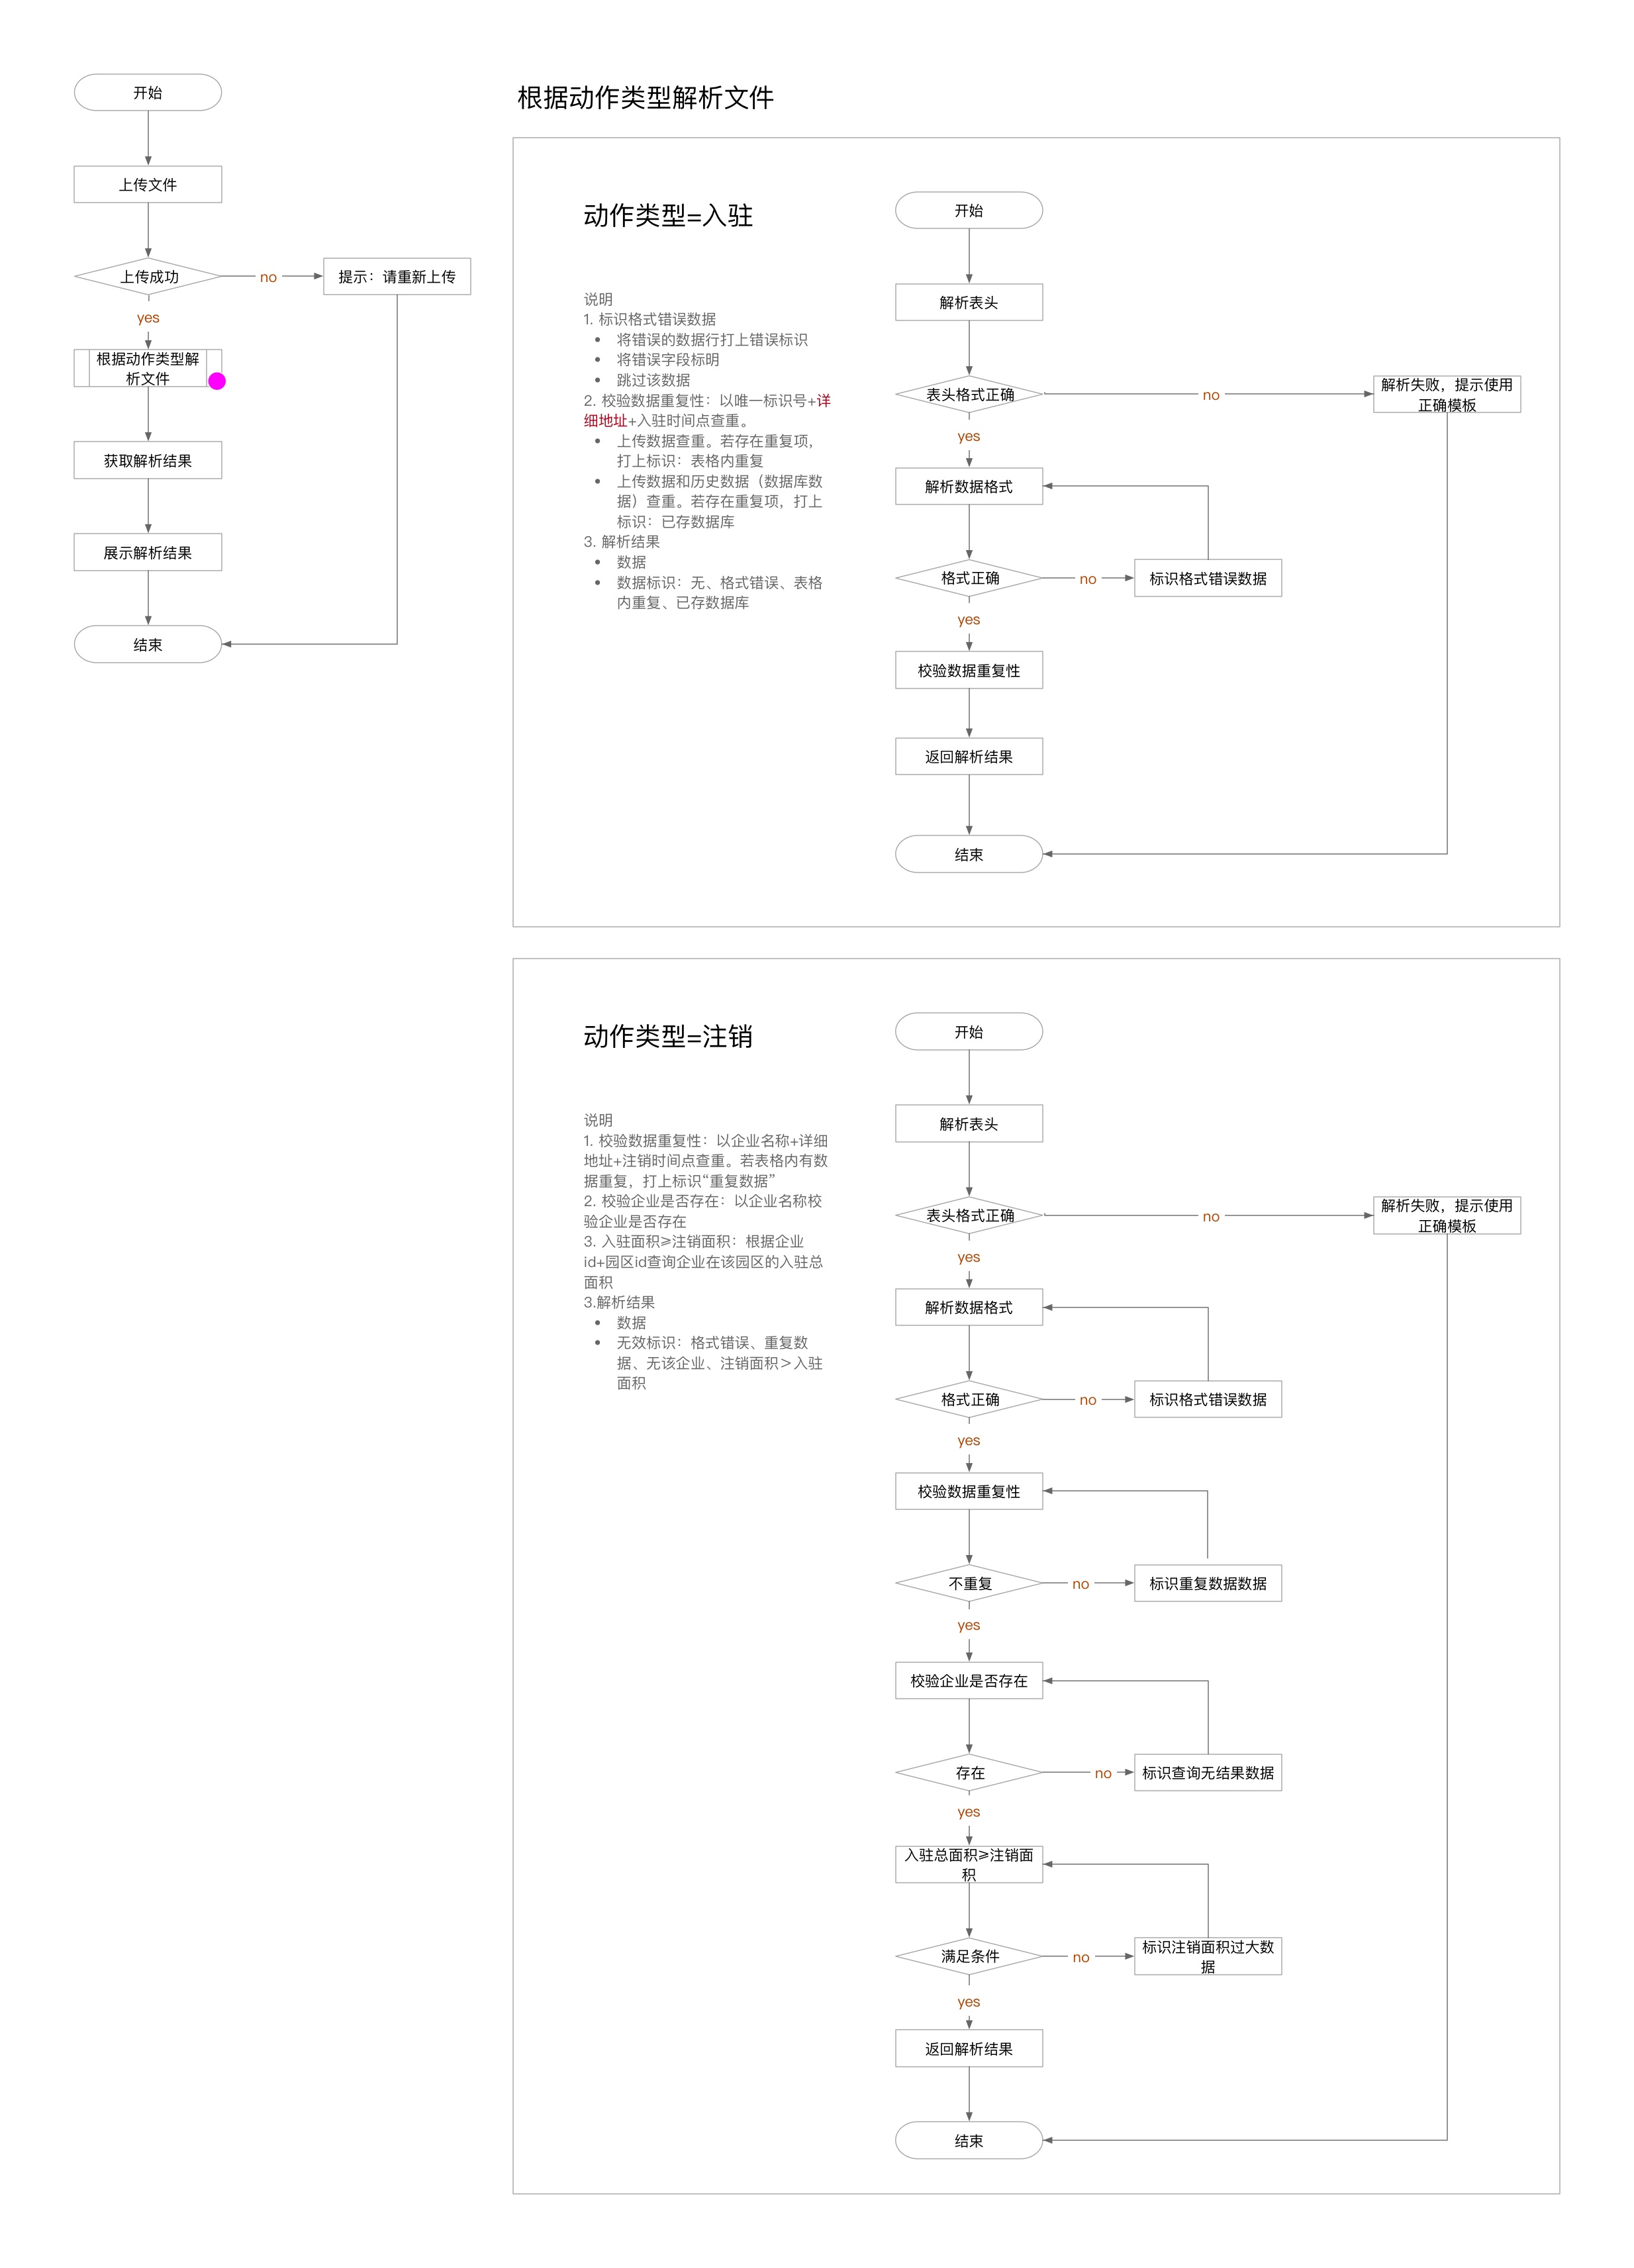 开始
上传文件
上传成功
no
提示：请重新上传
yes
根据动作类型解
析文件
获取解析结果
展示解析结果
结束
根据动作类型解析文件
动作类型=入驻
说明
1. 标识格式错误数据
• 将错误的数据行打上错误标识
• 将错误字段标明
• 跳过该数据
2. 校验数据重复性：以唯一标识号+详
细地址+入驻时间点查重。
• 上传数据查重。若存在重复项，
打上标识：表格内重复
• 上传数据和历史数据（数据库数
据）查重。若存在重复项，打上
标识：已存数据库
3. 解析结果
• 数据
• 数据标识：无、格式错误、表格
内重复、已存数据库
开始
解析表头
表头格式正确
no
解析失败，提示使用
正确模板
yes
解析数据格式
格式正确
no
标识格式错误数据
yes
校验数据重复性
返回解析结果
结束
动作类型=注销
说明
1. 校验数据重复性：以企业名称+详细
地址+注销时间点查重。若表格内有数
据重复，打上标识“重复数据”
2. 校验企业是否存在：以企业名称校
验企业是否存在
3. 入驻面积≥注销面积：根据企业
id+园区id查询企业在该园区的入驻总
面积
3.解析结果
• 数据
• 无效标识：格式错误、重复数
据、无该企业、注销面积＞入驻
面积
开始
解析表头
表头格式正确
no
解析失败，提示使用
正确模板
yes
解析数据格式
格式正确
no
标识格式错误数据
yes
校验数据重复性
不重复
no
标识重复数据数据
yes
校验企业是否存在
存在
no
标识查询无结果数据
yes
入驻总面积≥注销面
积
满足条件
no
标识注销面积过大数
据
yes
返回解析结果
结束